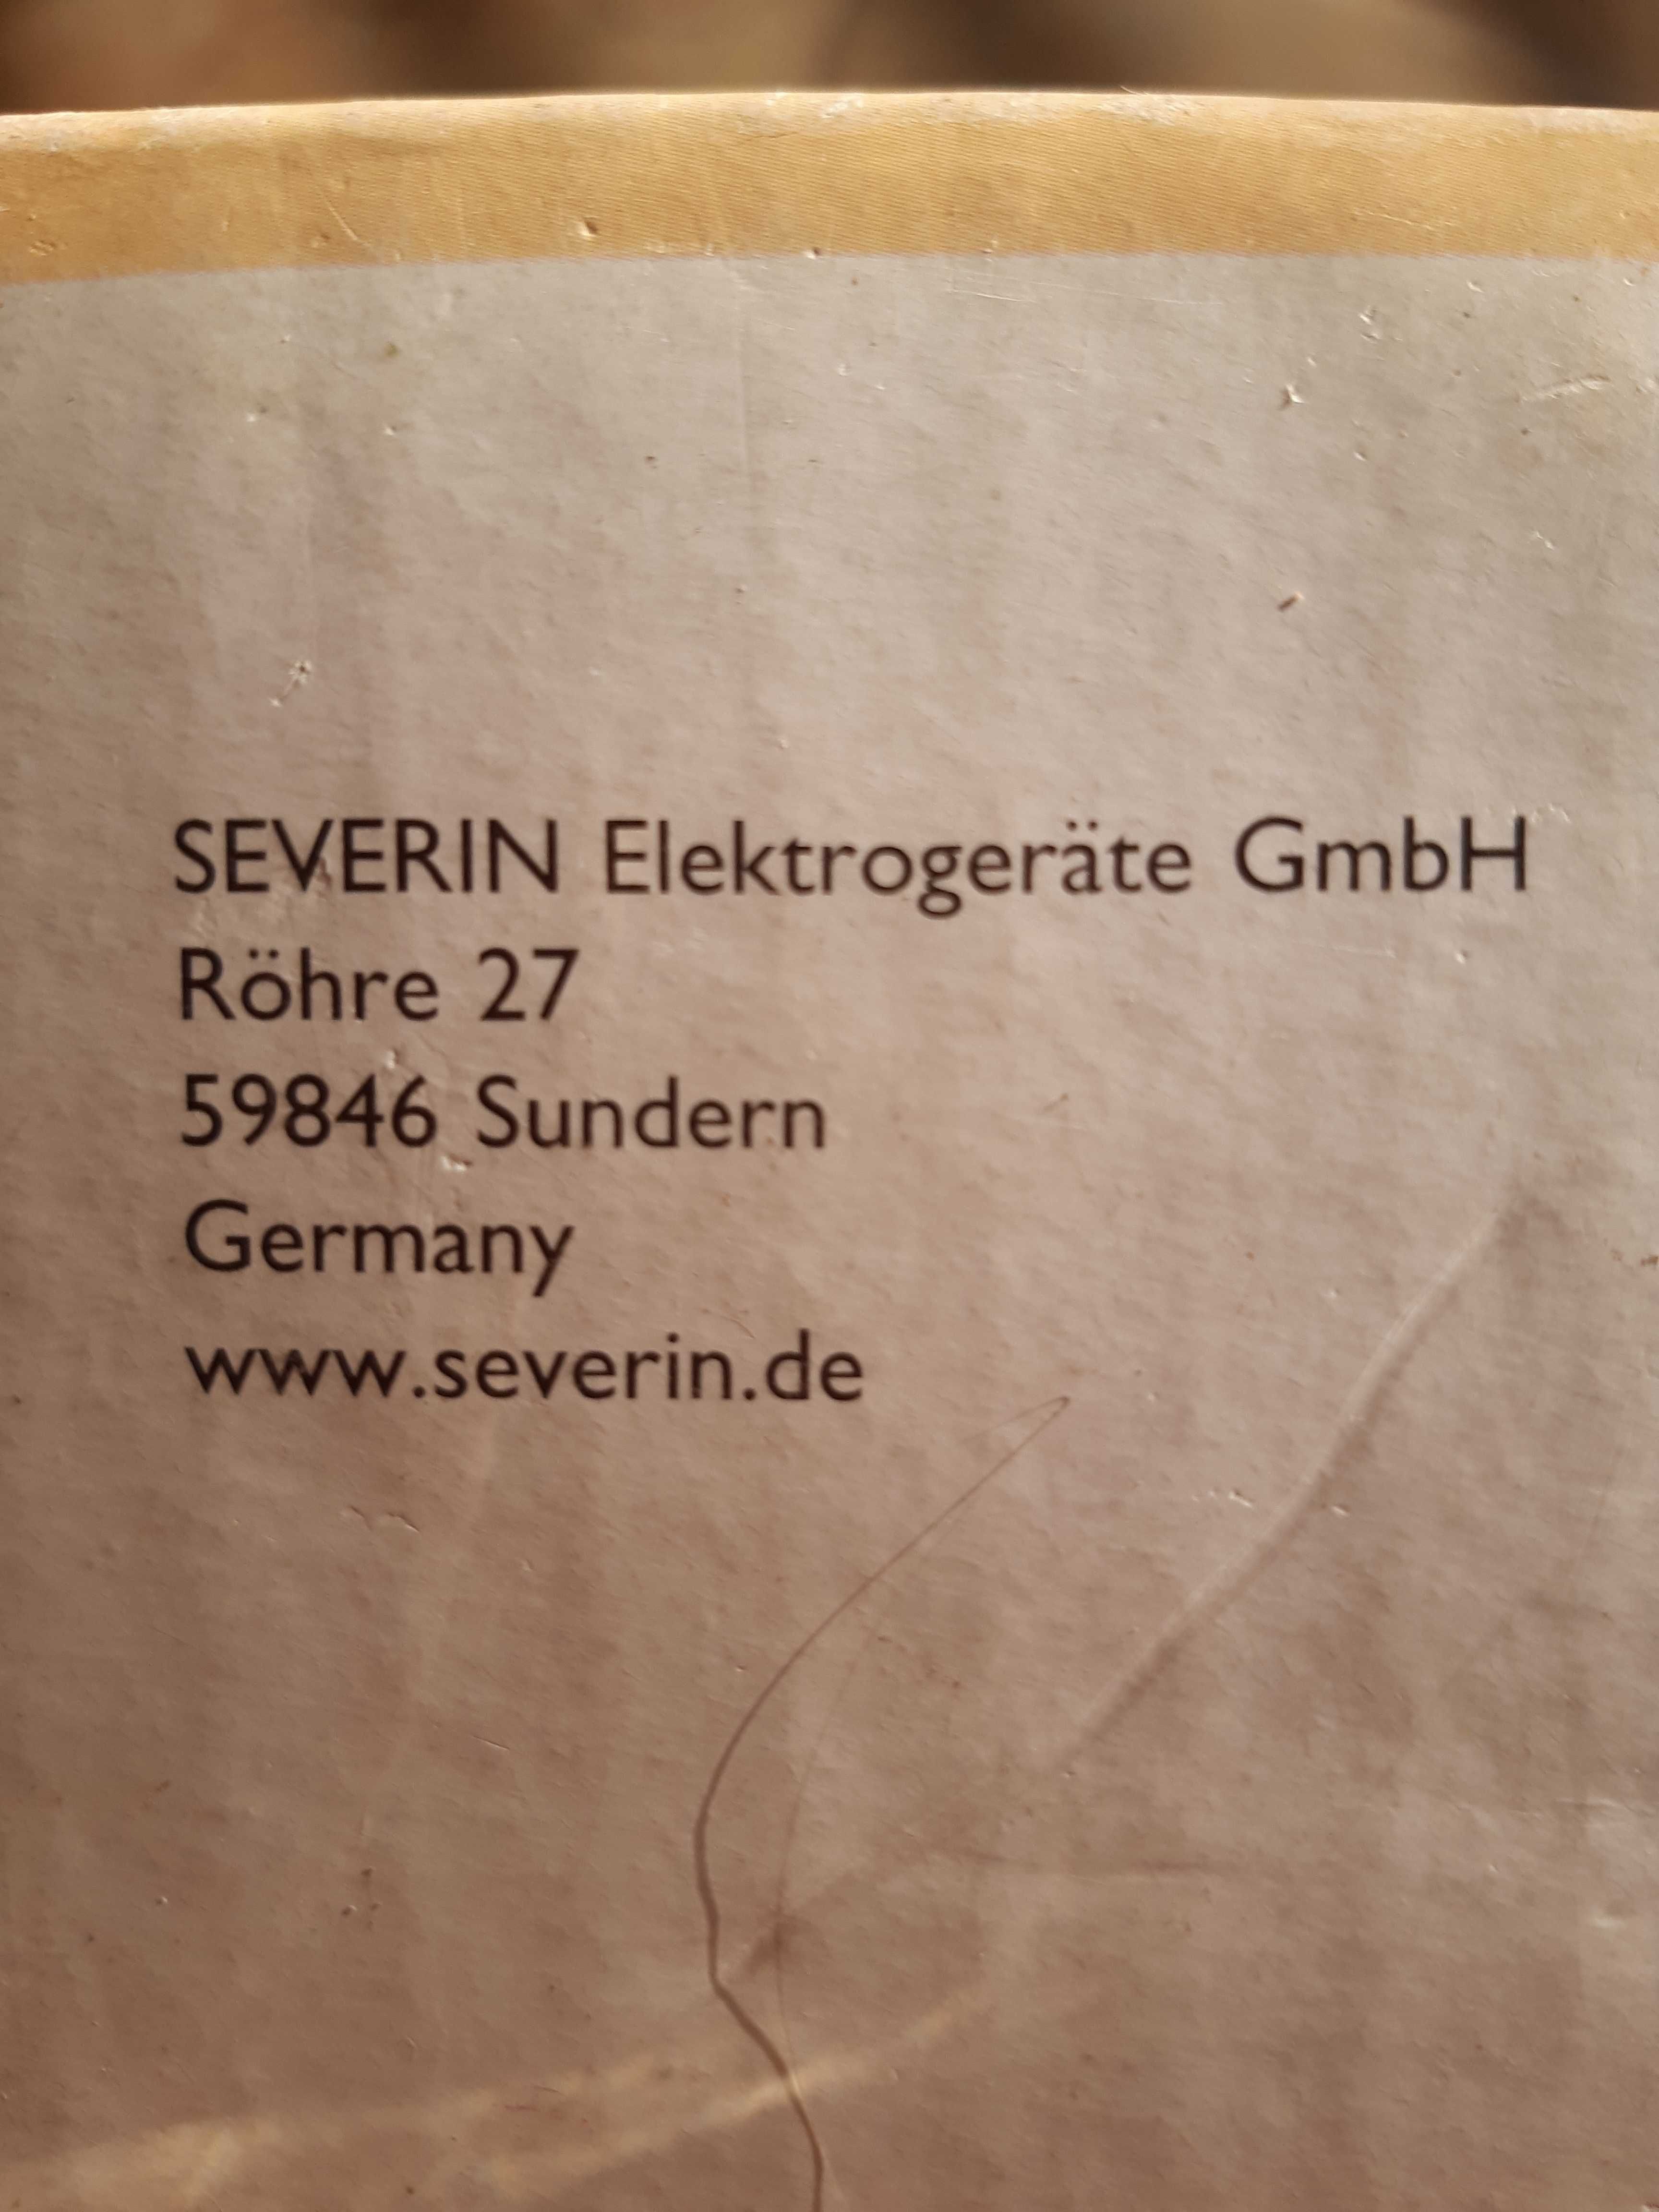 SEVERIN Elektrogeräte GmbH
Röhre 27
59846 Sundern
Germany
www.severin.de